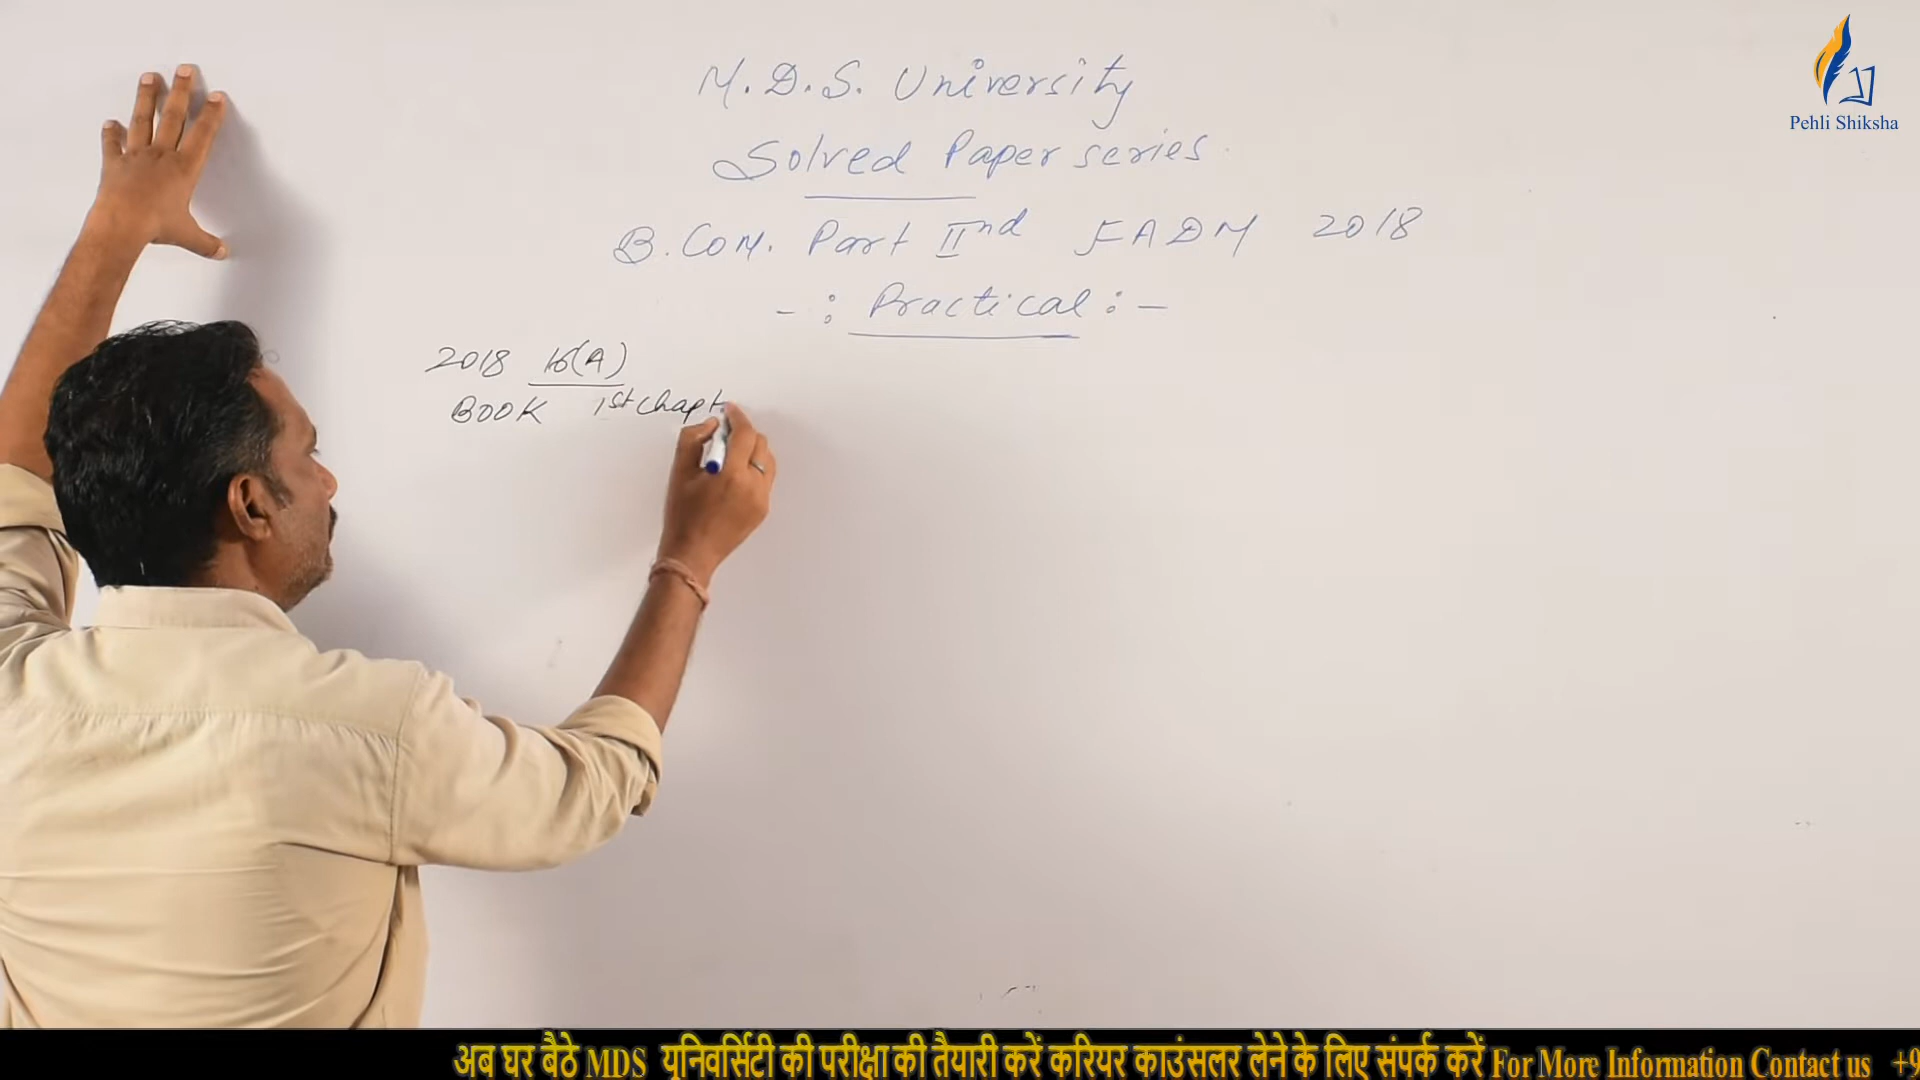 Pehli Shiksha
M.D.S. University
Solved Paper series
B.COM. Part IInd EADM 2018
-: Practical :-
2018 16(A)
BOOK 1st chapt
अब घर बैठे MDS यूनिवर्सिटी की परीक्षा की तैयारी करें करियर काउंसलर लेने के लिए संपर्क करें For More Information Contact us +9